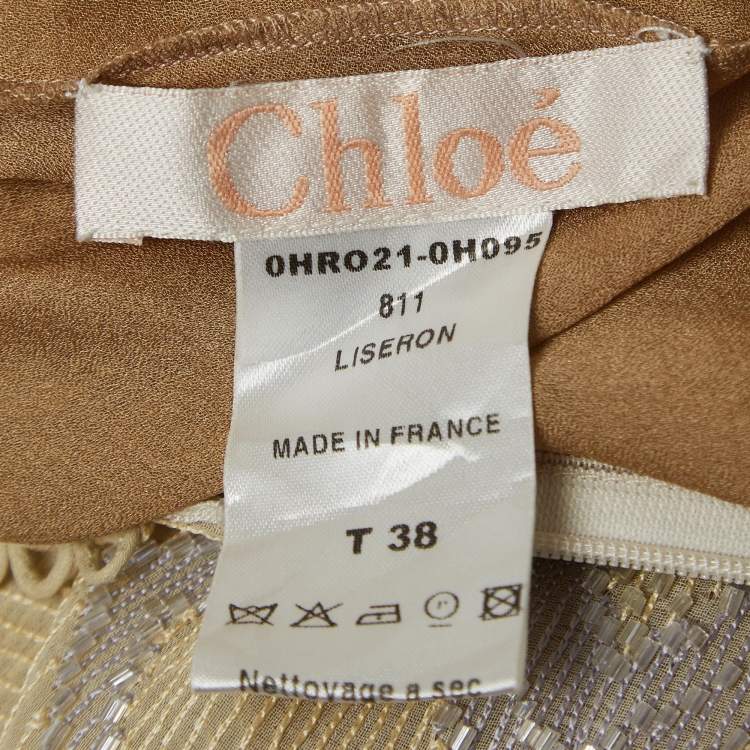 Chloé
0HRO21-0H095
811
LISERON
MADE IN FRANCE
T 38
Nettoyage a sec